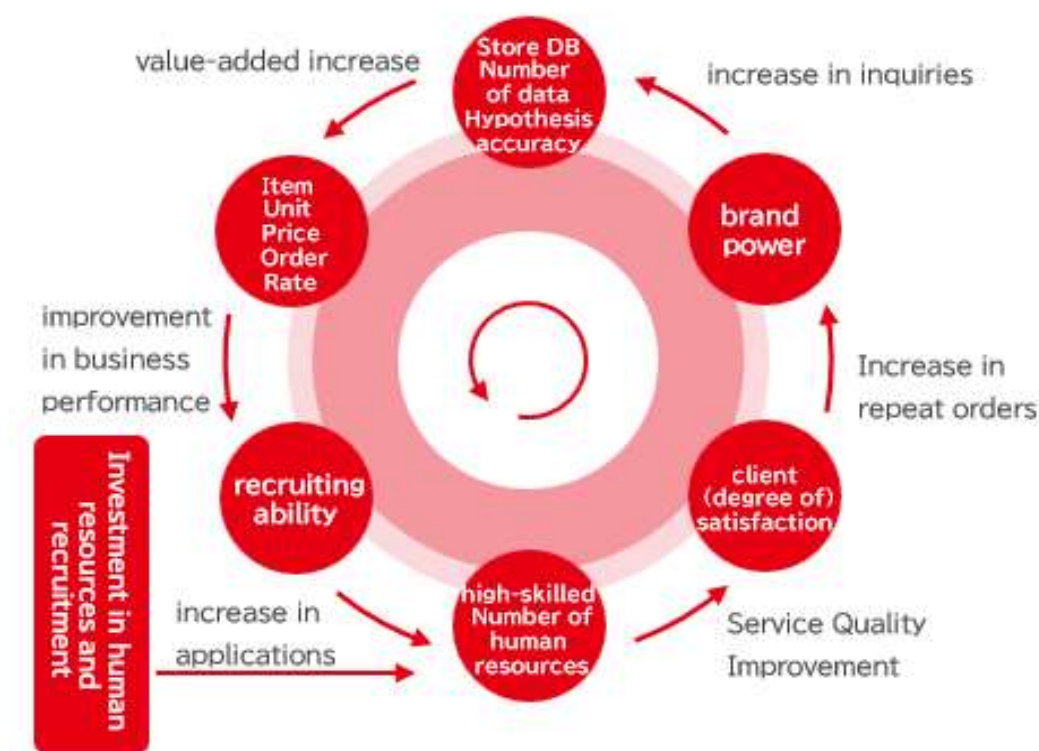 value-added increase
Store DB
Number
of data
Hypothesis
accuracy
increase in inquiries
Item
Unit
Price
Order
Rate
brand
power
improvement
in business
performance
Increase in
repeat orders
Investment in human
resources and
recruitment
recruiting
ability
client
(degree of)
satisfaction
increase in
applications
high-skilled
Number of
human
resources
Service Quality
Improvement